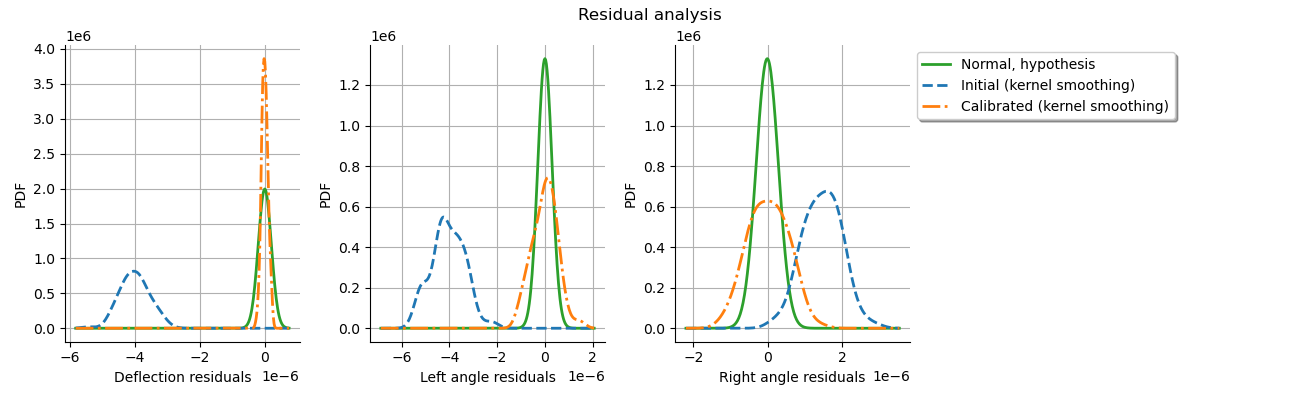 Residual analysis
1e6
4.0
3.5
3.0
2.5
2.0
1.5
1.0
0.5
0.0
PDF
−6
−4
−2
0
Deflection residuals
1e−6
1e6
1.2
1.0
0.8
0.6
0.4
0.2
0.0
PDF
−6
−4
−2
0
2
Left angle residuals
1e−6
1e6
1.2
1.0
0.8
0.6
0.4
0.2
0.0
PDF
−2
0
2
Right angle residuals
1e−6
Normal, hypothesis
Initial (kernel smoothing)
Calibrated (kernel smoothing)